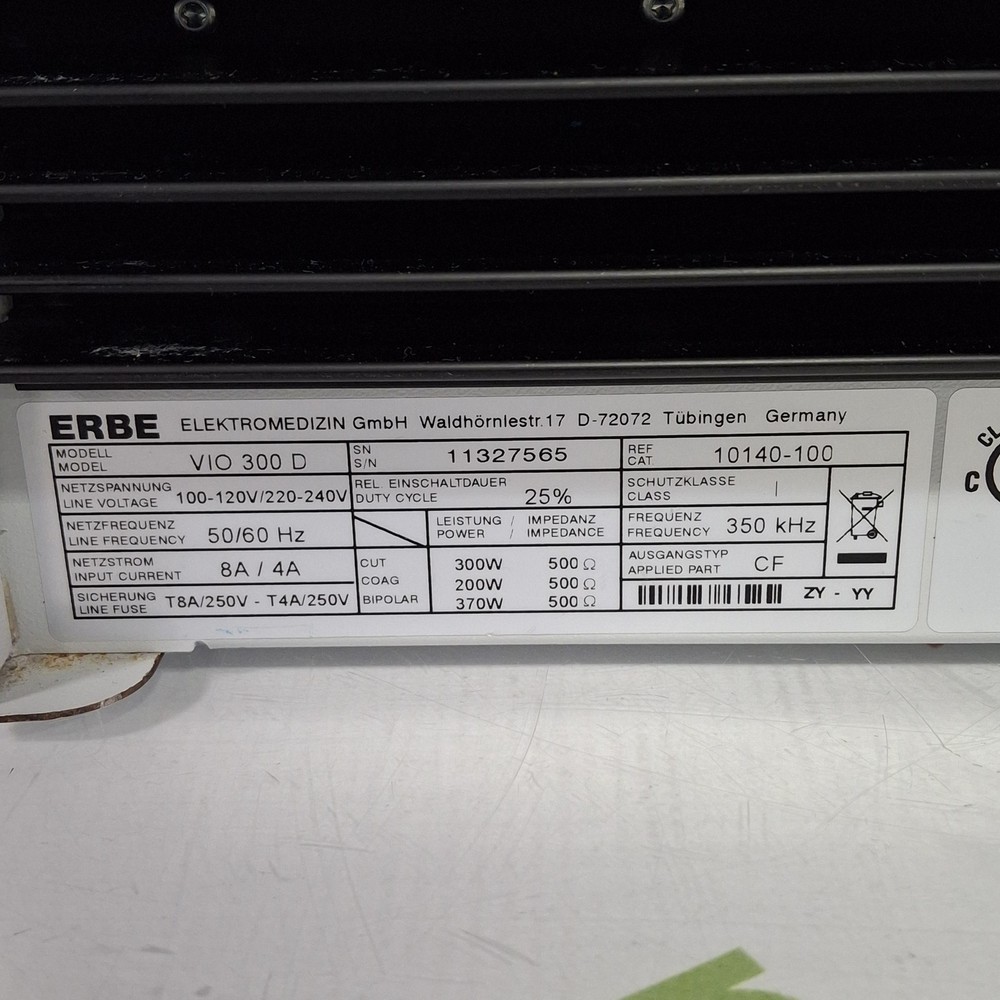 ERBE ELEKTROMEDIZIN GmbH Waldhörnlestr.17 D-72072 Tübingen Germany
MODELL
MODEL
VIO 300 D
SN
S/N
11327565
REF
CAT.
10140-100
NETZSPANNUNG
LINE VOLTAGE
100-120V/220-240V
REL. EINSCHALTDAUER
DUTY CYCLE
25%
SCHUTZKLASSE
CLASS
I
NETZFREQUENZ
LINE FREQUENCY
50/60 Hz
LEISTUNG / IMPEDANZ
POWER / IMPEDANCE
FREQUENZ
FREQUENCY
350 kHz
NETZSTROM
INPUT CURRENT
8A / 4A
CUT 300W 500 Ω
COAG 200W 500 Ω
BIPOLAR 370W 500 Ω
AUSGANGSTYP
APPLIED PART
CF
SICHERUNG
LINE FUSE
T8A/250V - T4A/250V
ZY - YY
CL
C